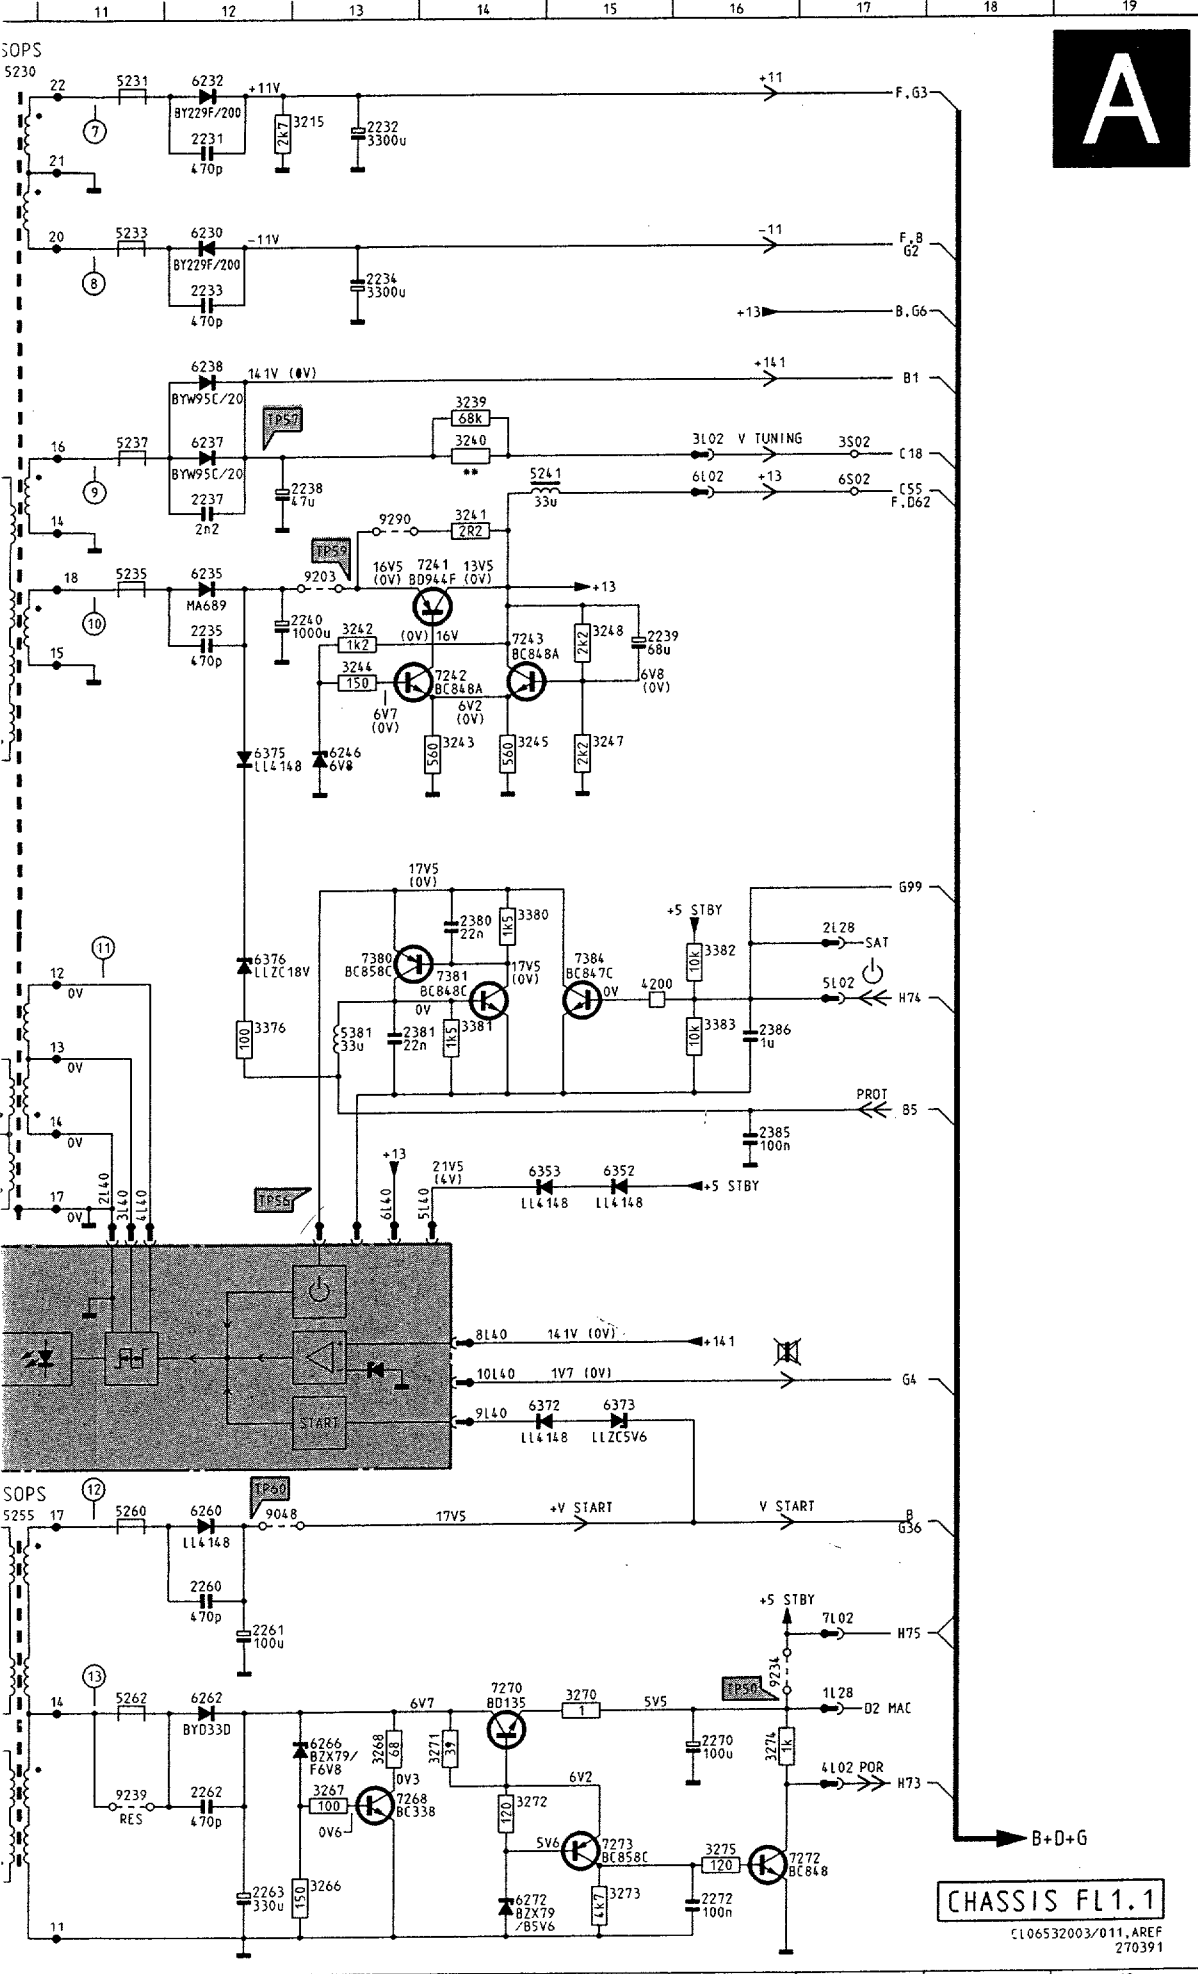 11 12 13 14 15 16 17 18 19
SOPS
5230
A
22 5231 6232 +11V +11 F,G3
BY229F/200
7
2231
470p
3215
2k7
2232
3300u
21
20 5233 6230 -11V -11 F,B
G2
BY229F/200
8
2233
470p
2234
3300u
+13 B,G6
6238 141V (0V) +141 B1
BYW95C/20
TP57
3239
68k
16 5237 6237 3240 3L02 V TUNING 3S02 C18
BYW95C/20
**
9
2237
2n2
2238
47u
5241
33u
6L02 +13 6S02 C55
F,D62
14
9290 3241
2R2
TP59
18 5235 6235 9203 16V5
(0V) 7241
BD944F 13V5
(0V) +13
MA689
10
2235
470p
2240
1000u
3242
1k2
(0V) 16V
7243
BC848A
3248
2k2
2239
68u
15
3244
150
7242
BC848A
6V7
(0V)
6V2
(0V)
6V8
(0V)
6375
LL4148
6246
6V8
3243
560
3245
560
3247
2k2
17V5
(0V)
G99
+5 STBY
2380
22n
3380
1k5
2L28
SAT
11
3382
10k
6376
LLZC18V
7380
BC858C
7381
BC848C
17V5
(0V)
7384
BC847C
12
0V
0V
0V
4200
5L02 H74
3376
100
5381
33u
2381
22n
3381
1k5
3383
10k
2386
1u
13
0V
PROT B5
14
0V
2385
100n
+13
21V5
(4V)
6353
LL4148
6352
LL4148
+5 STBY
TP56
17
0V
2L40
3L40
4L40
6L40
5L40
8L40 141V (0V) +141
10L40 1V7 (0V) G4
9L40 6372
LL4148
6373
LLZC5V6
START
SOPS
5255
12
TP60
17 5260 6260 9048 17V5 +V START V START B
G36
LL4148
2260
470p
2261
100u
+5 STBY
7L02 H75
9234
13
TP50
14 5262 6262 6V7 7270
BD135
3270
1
5V5 1L28 D2 MAC
BYD33D
6266
BZX79/
F6V8
3268
68
3271
39
2270
100u
3274
1k
0V3
6V2
4L02 POR H73
9239
RES
2262
470p
3267
100
7268
BC338
0V6
3272
120
5V6
7273
BC858C
3275
120
7272
BC848
B+D+G
2263
330u
3266
150
6272
BZX79
/B5V6
3273
4k7
2272
100n
11
CHASSIS FL1.1
CL06532003/011,AREF
270391